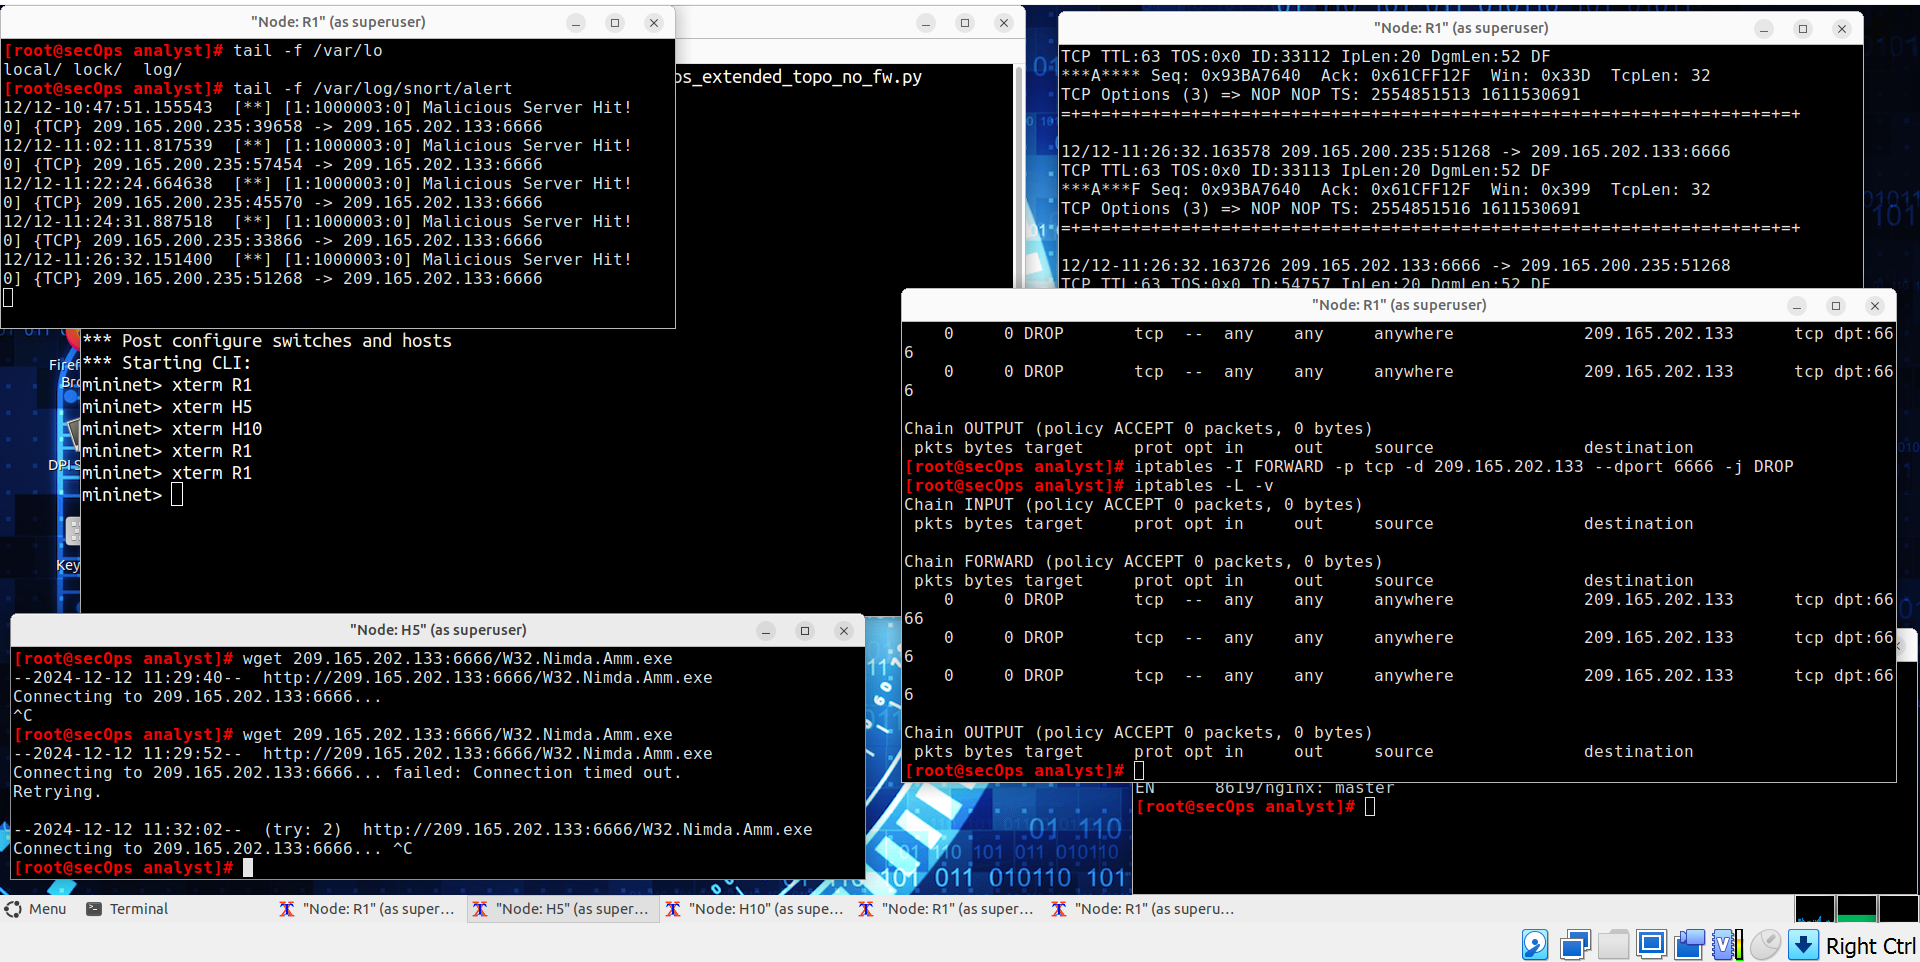 "Node: R1" (as superuser)
[root@secOps analyst]# tail -f /var/lo
local/ lock/  log/
[root@secOps analyst]# tail -f /var/log/snort/alert
12/12-10:47:51.155543  [**] [1:1000003:0] Malicious Server Hit!
0] {TCP} 209.165.200.235:39658 -> 209.165.202.133:6666
12/12-11:02:11.817539  [**] [1:1000003:0] Malicious Server Hit!
0] {TCP} 209.165.200.235:57454 -> 209.165.202.133:6666
12/12-11:22:24.664638  [**] [1:1000003:0] Malicious Server Hit!
0] {TCP} 209.165.200.235:45570 -> 209.165.202.133:6666
12/12-11:24:31.887518  [**] [1:1000003:0] Malicious Server Hit!
0] {TCP} 209.165.200.235:33866 -> 209.165.202.133:6666
12/12-11:26:32.151400  [**] [1:1000003:0] Malicious Server Hit!
0] {TCP} 209.165.200.235:51268 -> 209.165.202.133:6666
os_extended_topo_no_fw.py
*** Post configure switches and hosts
*** Starting CLI:
mininet> xterm R1
mininet> xterm H5
mininet> xterm H10
mininet> xterm R1
mininet> xterm R1
mininet>
Firef
Bro
DPI S
Key
"Node: R1" (as superuser)
TCP TTL:63 TOS:0x0 ID:33112 IpLen:20 DgmLen:52 DF
***A**** Seq: 0x93BA7640  Ack: 0x61CFF12F  Win: 0x33D  TcpLen: 32
TCP Options (3) => NOP NOP TS: 2554851513 1611530691
=+=+=+=+=+=+=+=+=+=+=+=+=+=+=+=+=+=+=+=+=+=+=+=+=+=+=+=+=+=+=+=+=+=+=+=+=+
12/12-11:26:32.163578 209.165.200.235:51268 -> 209.165.202.133:6666
TCP TTL:63 TOS:0x0 ID:33113 IpLen:20 DgmLen:52 DF
***A***F Seq: 0x93BA7640  Ack: 0x61CFF12F  Win: 0x399  TcpLen: 32
TCP Options (3) => NOP NOP TS: 2554851516 1611530691
=+=+=+=+=+=+=+=+=+=+=+=+=+=+=+=+=+=+=+=+=+=+=+=+=+=+=+=+=+=+=+=+=+=+=+=+=+
12/12-11:26:32.163726 209.165.202.133:6666 -> 209.165.200.235:51268
TCP TTL:63 TOS:0x0 ID:54757 IpLen:20 DgmLen:52 DF
"Node: R1" (as superuser)
0     0 DROP       tcp  --  any    any     anywhere             209.165.202.133      tcp dpt:66
6
0     0 DROP       tcp  --  any    any     anywhere             209.165.202.133      tcp dpt:66
6
Chain OUTPUT (policy ACCEPT 0 packets, 0 bytes)
pkts bytes target     prot opt in     out     source               destination
[root@secOps analyst]# iptables -I FORWARD -p tcp -d 209.165.202.133 --dport 6666 -j DROP
[root@secOps analyst]# iptables -L -v
Chain INPUT (policy ACCEPT 0 packets, 0 bytes)
pkts bytes target     prot opt in     out     source               destination
Chain FORWARD (policy ACCEPT 0 packets, 0 bytes)
pkts bytes target     prot opt in     out     source               destination
0     0 DROP       tcp  --  any    any     anywhere             209.165.202.133      tcp dpt:66
66
0     0 DROP       tcp  --  any    any     anywhere             209.165.202.133      tcp dpt:66
6
0     0 DROP       tcp  --  any    any     anywhere             209.165.202.133      tcp dpt:66
6
Chain OUTPUT (policy ACCEPT 0 packets, 0 bytes)
pkts bytes target     prot opt in     out     source               destination
[root@secOps analyst]#
EN      8619/nginx: master
[root@secOps analyst]#
"Node: H5" (as superuser)
[root@secOps analyst]# wget 209.165.202.133:6666/W32.Nimda.Amm.exe
--2024-12-12 11:29:40--  http://209.165.202.133:6666/W32.Nimda.Amm.exe
Connecting to 209.165.202.133:6666...
^C
[root@secOps analyst]# wget 209.165.202.133:6666/W32.Nimda.Amm.exe
--2024-12-12 11:29:52--  http://209.165.202.133:6666/W32.Nimda.Amm.exe
Connecting to 209.165.202.133:6666... failed: Connection timed out.
Retrying.
--2024-12-12 11:32:02--  (try: 2)  http://209.165.202.133:6666/W32.Nimda.Amm.exe
Connecting to 209.165.202.133:6666... ^C
[root@secOps analyst]#
Menu
Terminal
"Node: R1" (as super...
"Node: H5" (as super...
"Node: H10" (as supe...
"Node: R1" (as super...
"Node: R1" (as superu...
Right Ctrl